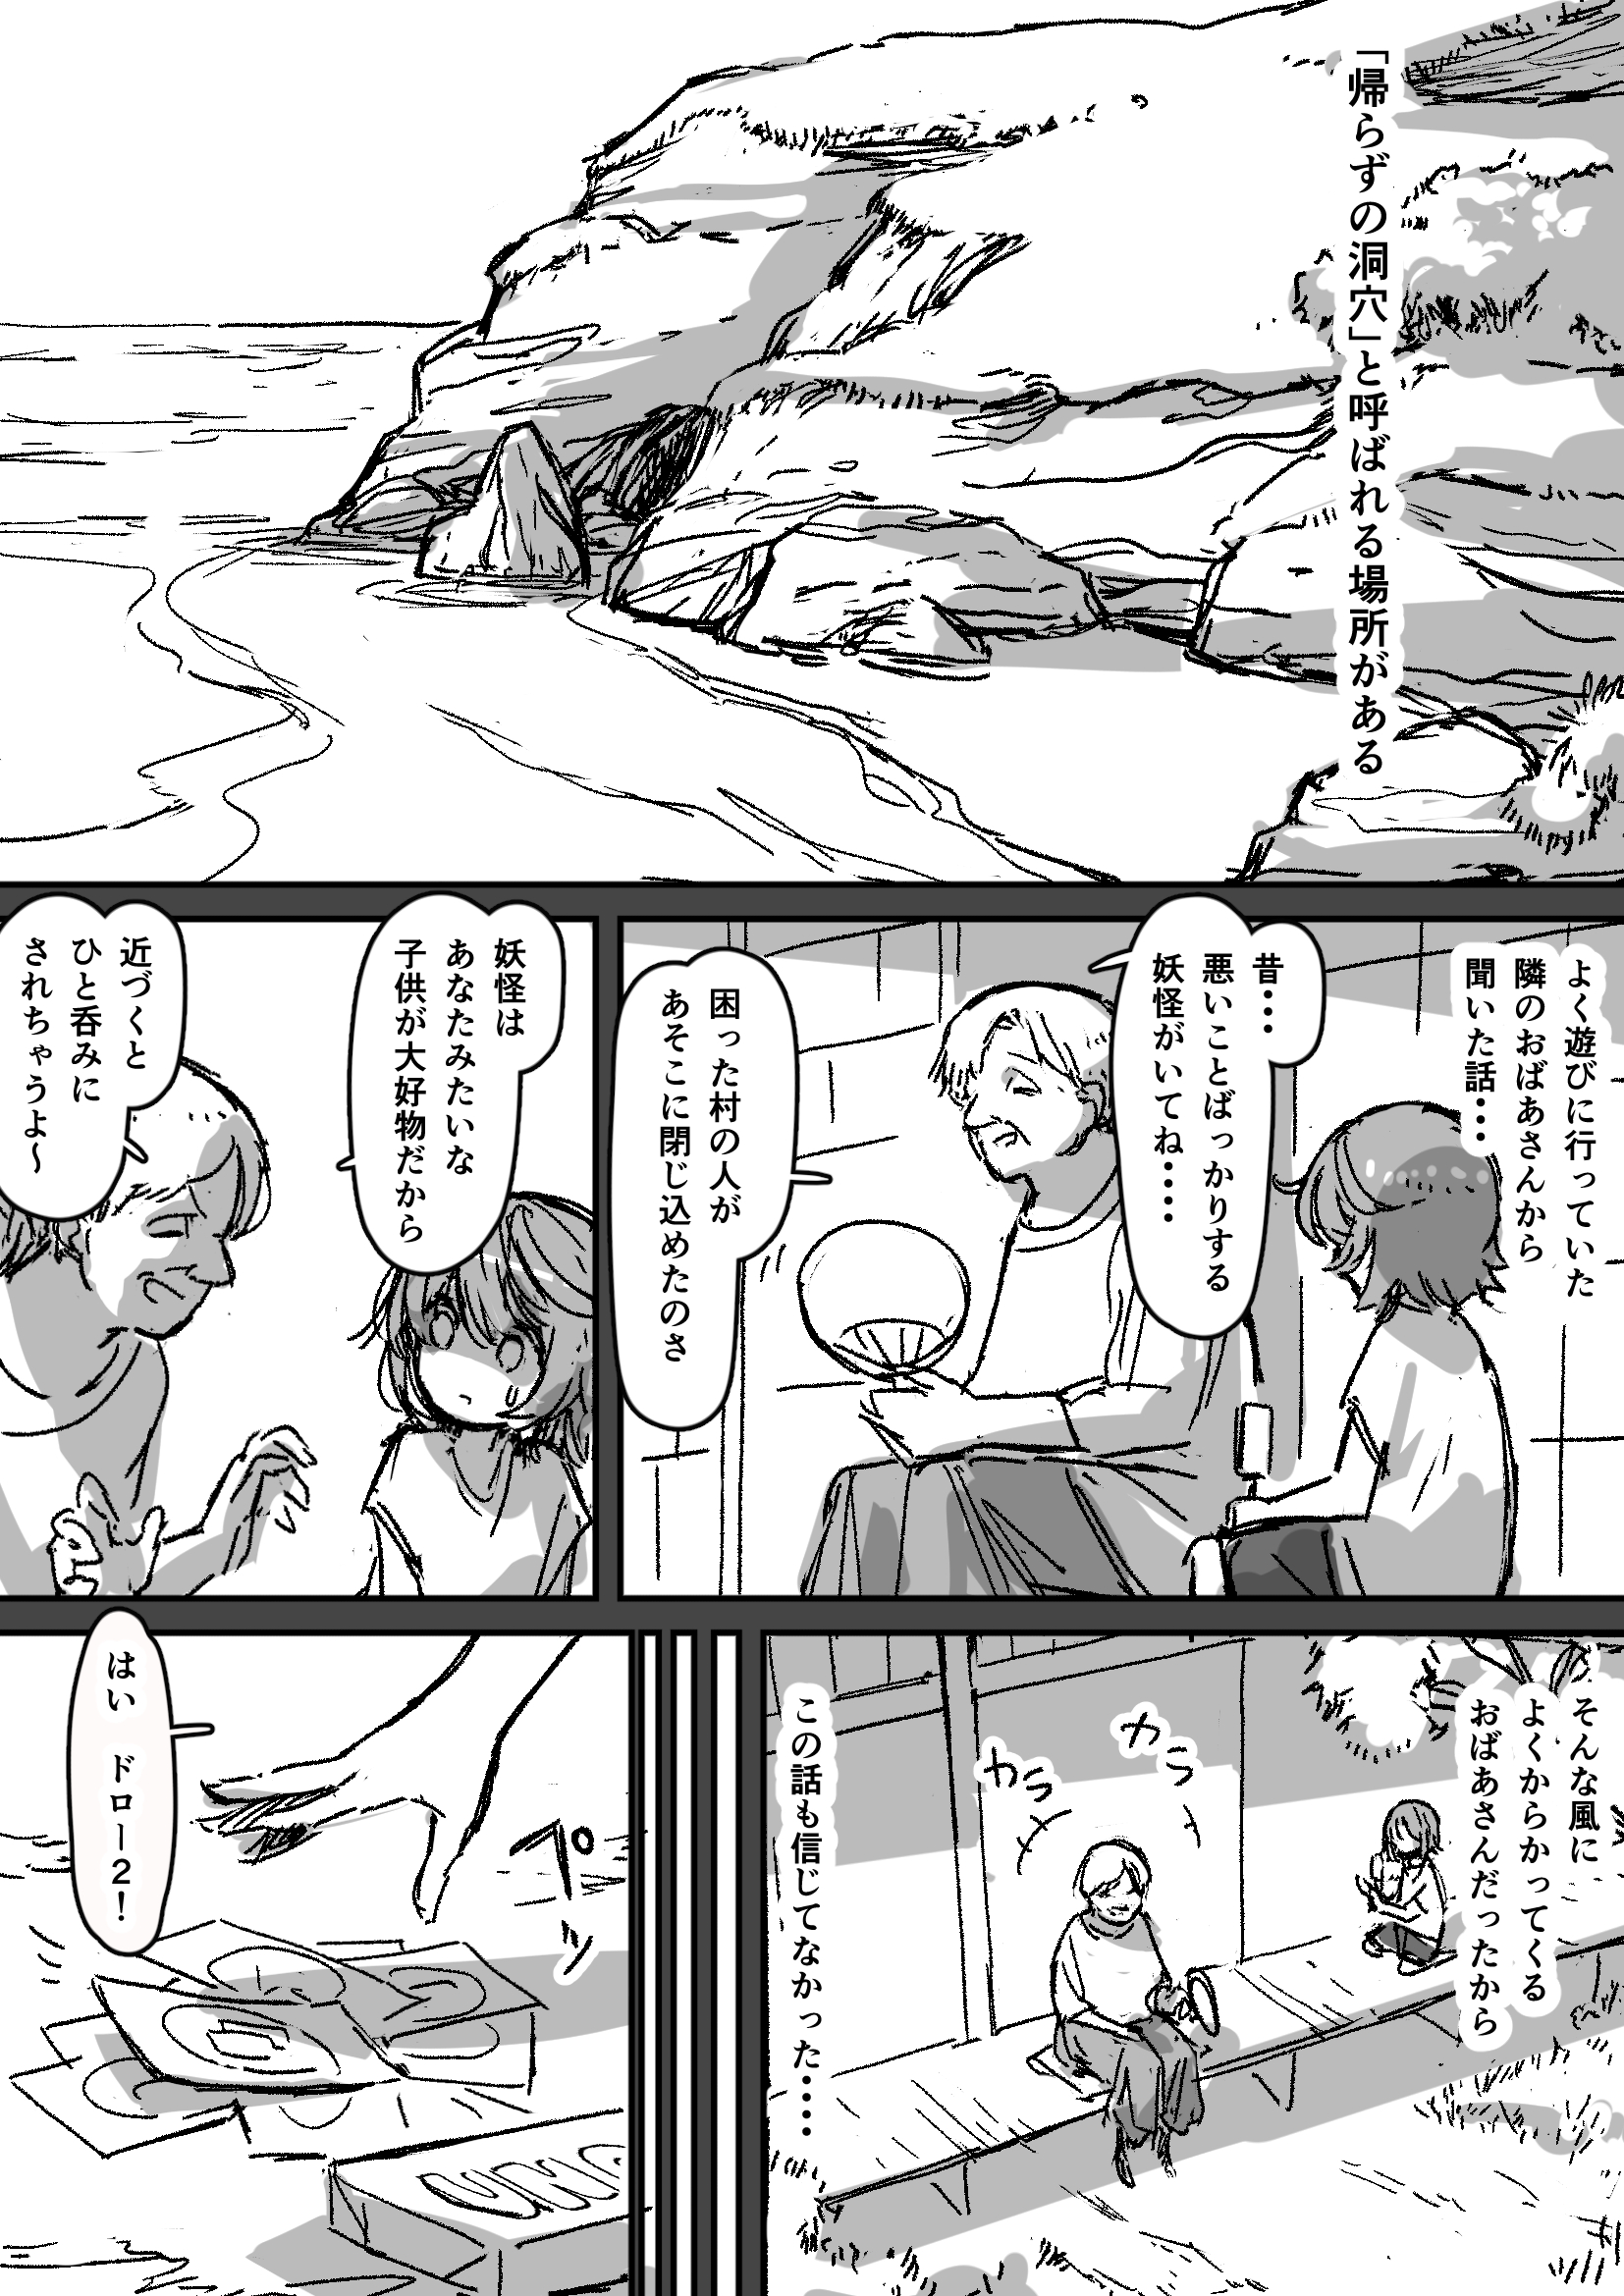 「帰らずの洞穴」と呼ばれる場所がある
よく遊びに行っていた
隣のおばあさんから
聞いた話・・・
昔・・・
悪いことばっかりする
妖怪がいてね・・・・
困った村の人が
あそこに閉じ込めたのさ
妖怪は
あなたみたいな
子供が大好物だから
近づくと
ひと呑みに
されちゃうよ～
そんな風に
よくからかってくる
おばあさんだったから
カラ
カラ
この話も信じてなかった・・・・
ペッ
はい ドロー２！